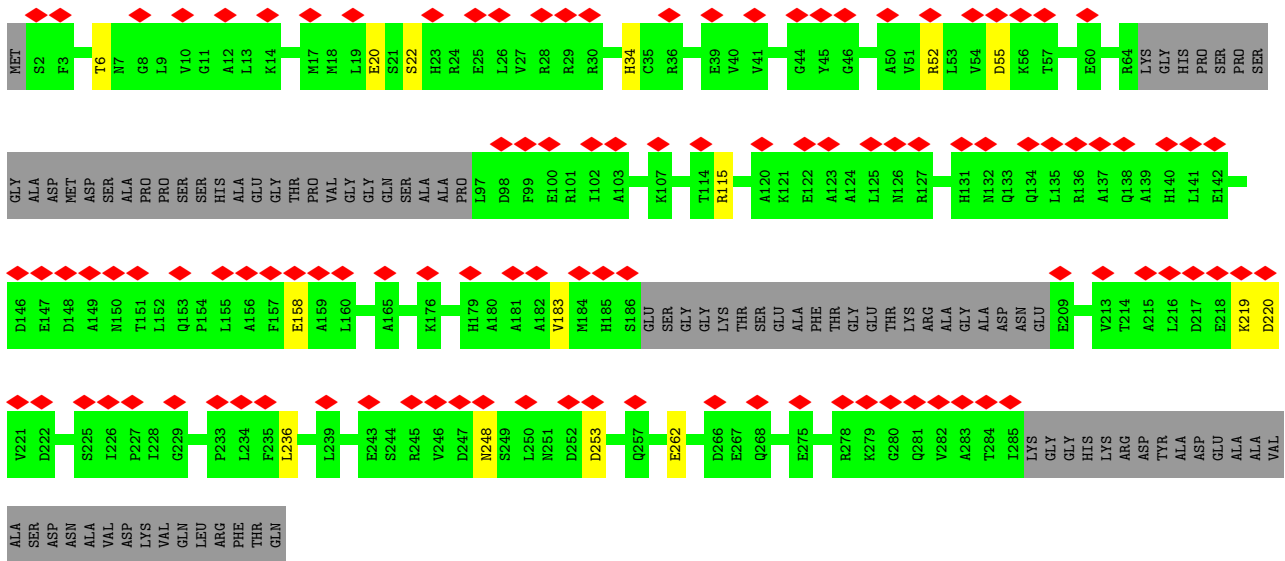 MET S2 F3 T6 N7 G8 L9 V10 G11 A12 L13 K14 M17 M18 L19 E20 S21 S22 H23 R24 E25 L26 V27 R28 R29 R30 H34 C35 R36 E39 V40 V41 G44 Y45 G46 A50 V51 R52 L53 V54 D55 K56 T57 E60 R64 LYS GLY HIS PRO SER PRO SER
GLY ALA ASP MET ASP SER ALA PRO PRO SER SER HIS ALA GLU GLY THR PRO VAL GLY GLY GLN SER ALA ALA PRO L97 D98 F99 E100 R101 I102 A103 K107 T114 R115 A120 K121 E122 A123 A124 L125 N126 R127 H131 N132 Q133 Q134 L135 R136 A137 Q138 A139 H140 L141 E142
D146 E147 D148 A149 N150 T151 L152 Q153 P154 L155 A156 F157 E158 A159 L160 A165 K176 H179 A180 A181 A182 V183 M184 H185 S186 GLU SER GLY GLY LYS THR SER GLU ALA PHE THR GLY GLU THR LYS ARG ALA GLY ALA ASP ASN GLU E209 V213 T214 A215 L216 D217 E218 K219 D220
V221 D222 S225 I226 P227 I228 G229 P233 L234 F235 L236 L239 E243 S244 R245 V246 D247 N248 S249 L250 N251 D252 D253 Q257 E262 D266 E267 Q268 E275 R278 K279 G280 Q281 V282 A283 T284 I285 LYS GLY GLY HIS LYS ARG ASP TYR ALA ASP GLU ALA ALA VAL
ALA SER ASP ASN ALA VAL ASP LYS VAL GLN LEU ARG PHE THR GLN